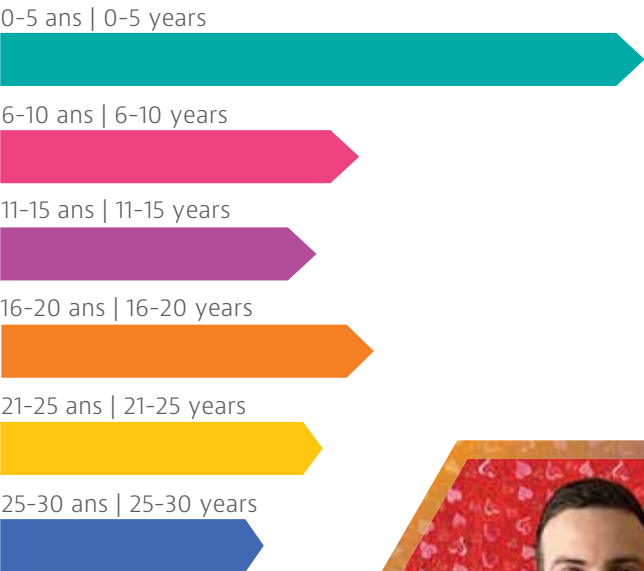 0-5 ans | 0-5 years
6-10 ans | 6-10 years
11-15 ans | 11-15 years
16-20 ans | 16-20 years
21-25 ans | 21-25 years
25-30 ans | 25-30 years